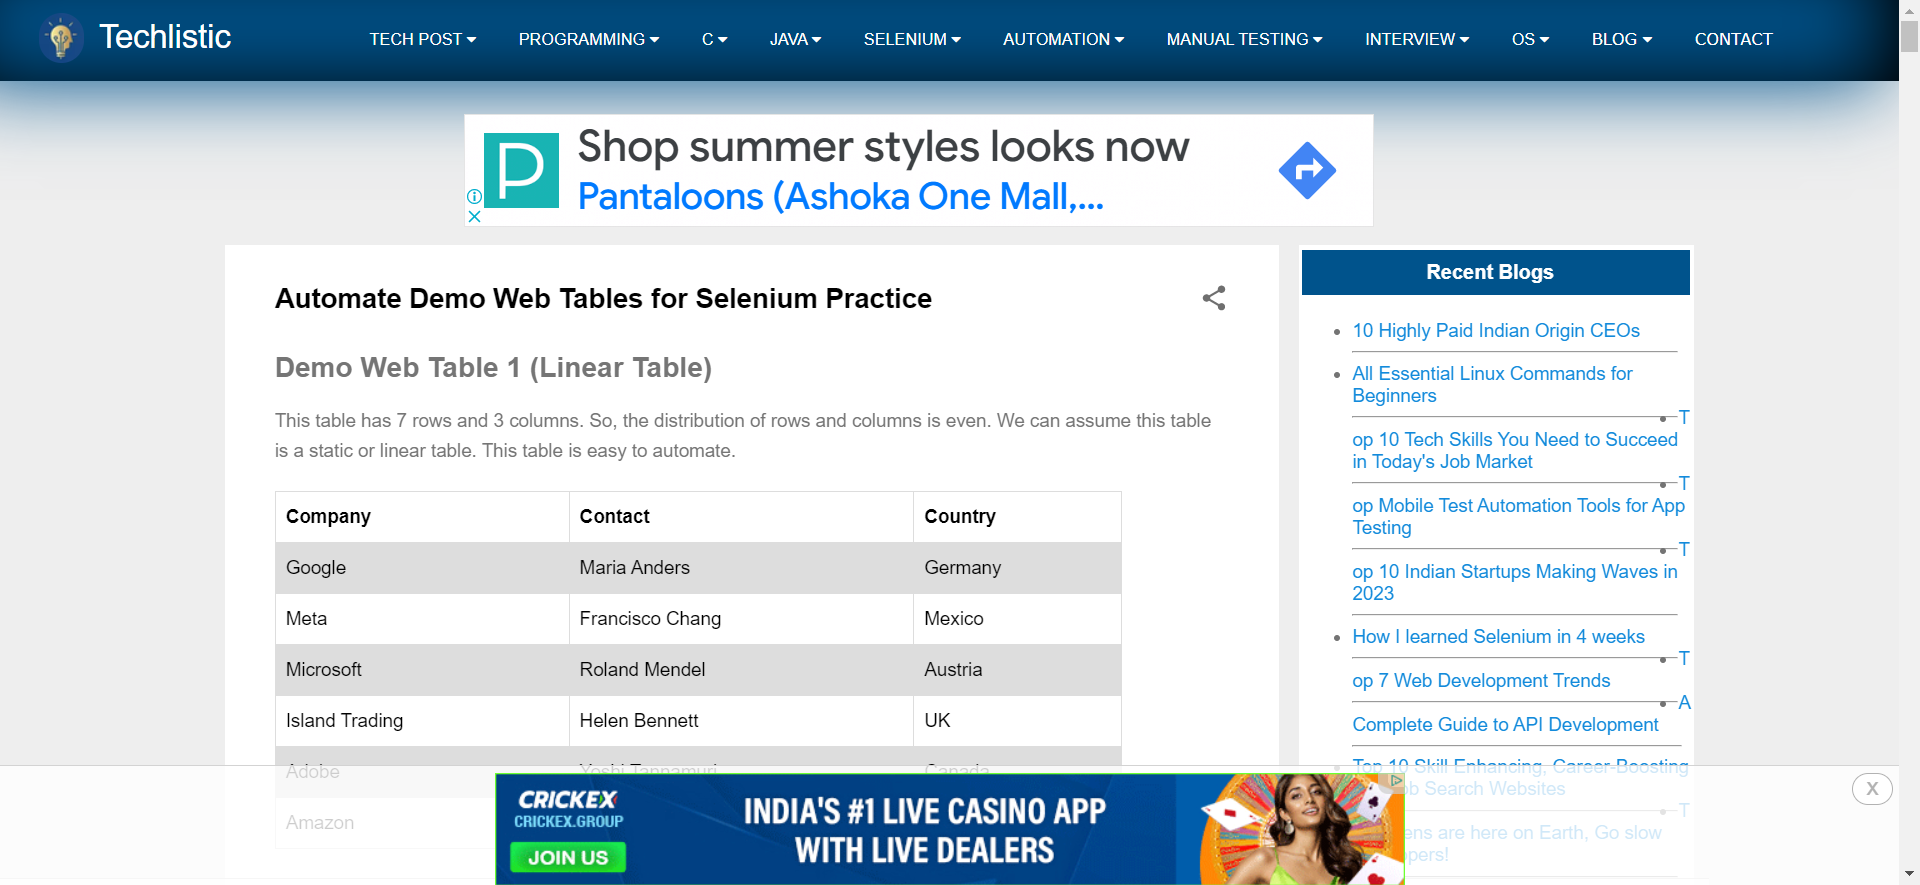 Techlistic
TECH POST
PROGRAMMING
C
JAVA
SELENIUM
AUTOMATION
MANUAL TESTING
INTERVIEW
OS
BLOG
CONTACT
P
Shop summer styles looks now
Pantaloons (Ashoka One Mall,...
Automate Demo Web Tables for Selenium Practice
Demo Web Table 1 (Linear Table)
This table has 7 rows and 3 columns. So, the distribution of rows and columns is even. We can assume this table
is a static or linear table. This table is easy to automate.
Company Contact Country
Google Maria Anders Germany
Meta Francisco Chang Mexico
Microsoft Roland Mendel Austria
Island Trading Helen Bennett UK
Adobe Yoshi Tannamuri Canada
Amazon
Recent Blogs
10 Highly Paid Indian Origin CEOs
All Essential Linux Commands for
Beginners
T
op 10 Tech Skills You Need to Succeed
in Today's Job Market
T
op Mobile Test Automation Tools for App
Testing
T
op 10 Indian Startups Making Waves in
2023
How I learned Selenium in 4 weeks
T
op 7 Web Development Trends
A
Complete Guide to API Development
Top 10 Skill Enhancing, Career-Boosting
Search Websites
T
are here on Earth, Go slow
CRICKEX
CRICKEX.GROUP
JOIN US
INDIA'S #1 LIVE CASINO APP
WITH LIVE DEALERS
X